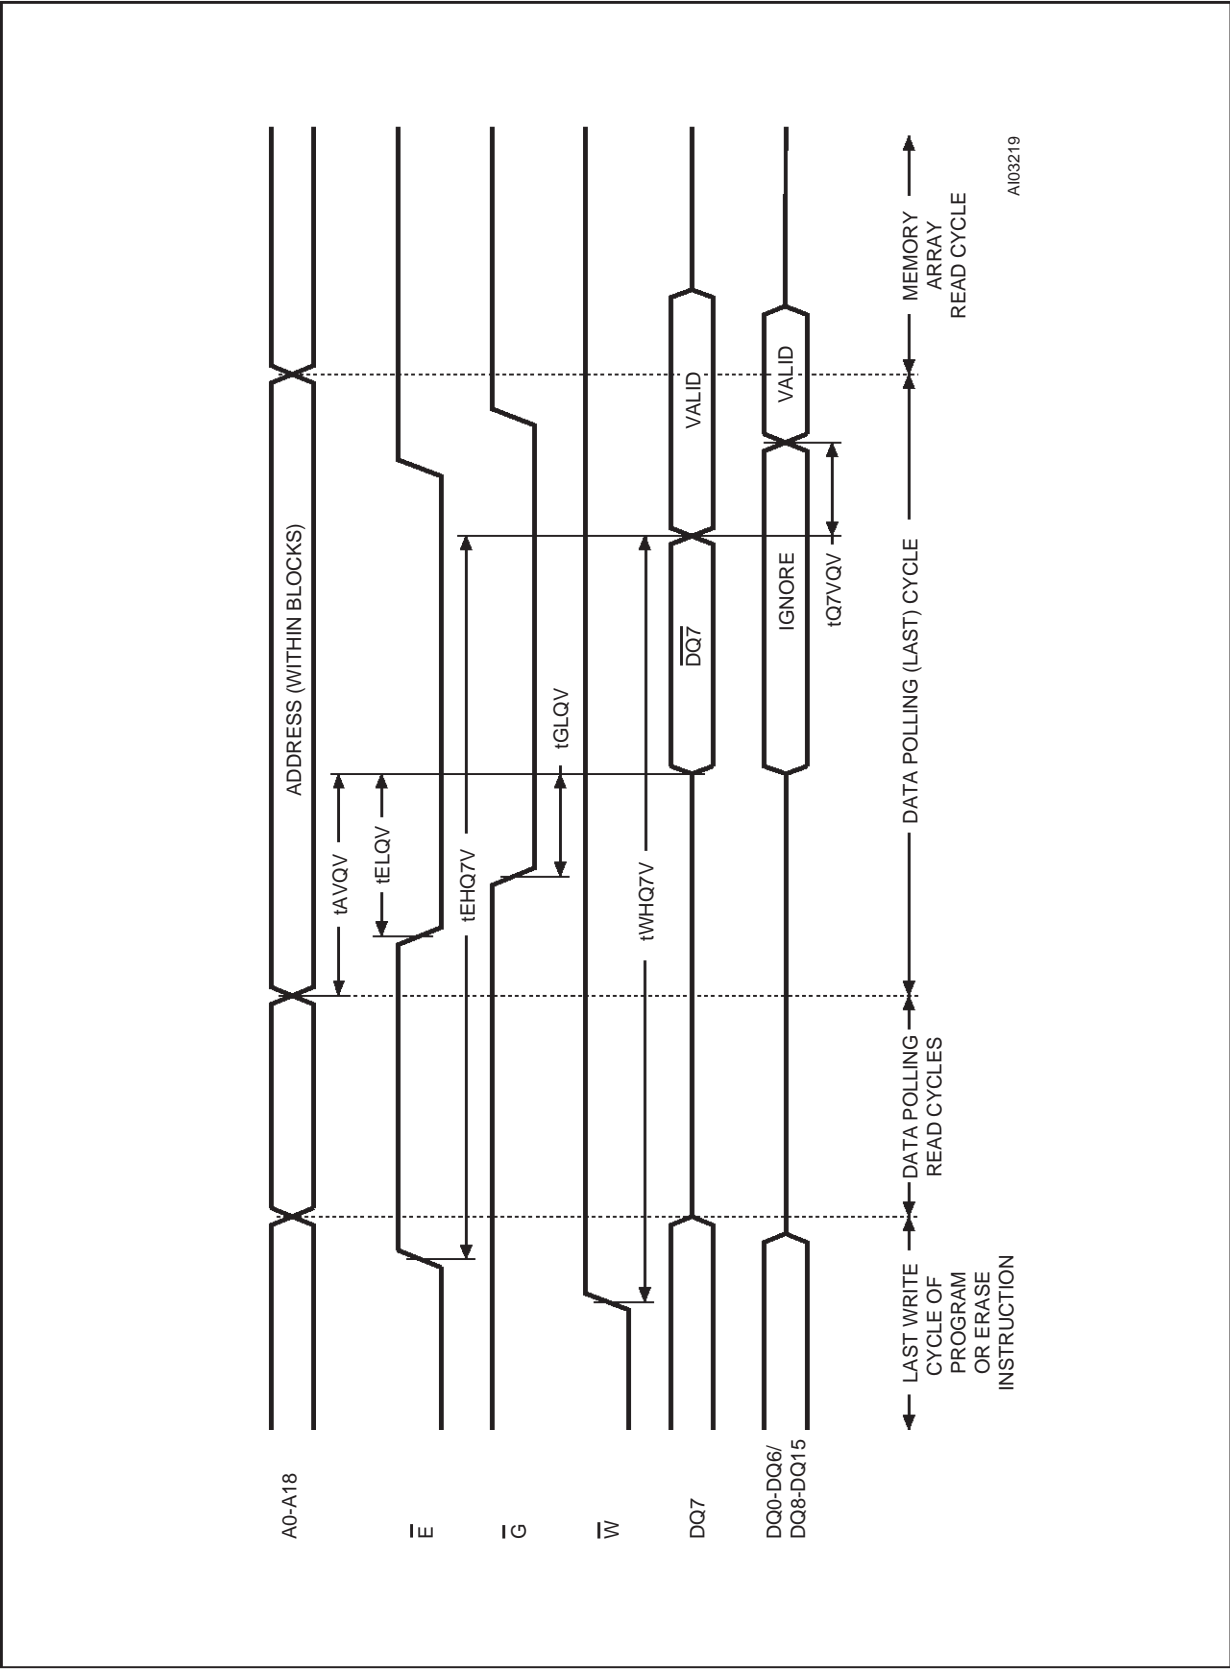 A0-A18
ADDRESS (WITHIN BLOCKS)
tAVQV
tELQV
E
tEHQ7V
G
tGLQV
W
tWHQ7V
DQ7
DQ7
VALID
DQ0-DQ6/
DQ8-DQ15
IGNORE
VALID
tQ7VQV
LAST WRITE
CYCLE OF
PROGRAM
OR ERASE
INSTRUCTION
DATA POLLING
READ CYCLES
DATA POLLING (LAST) CYCLE
MEMORY
ARRAY
READ CYCLE
AI03219